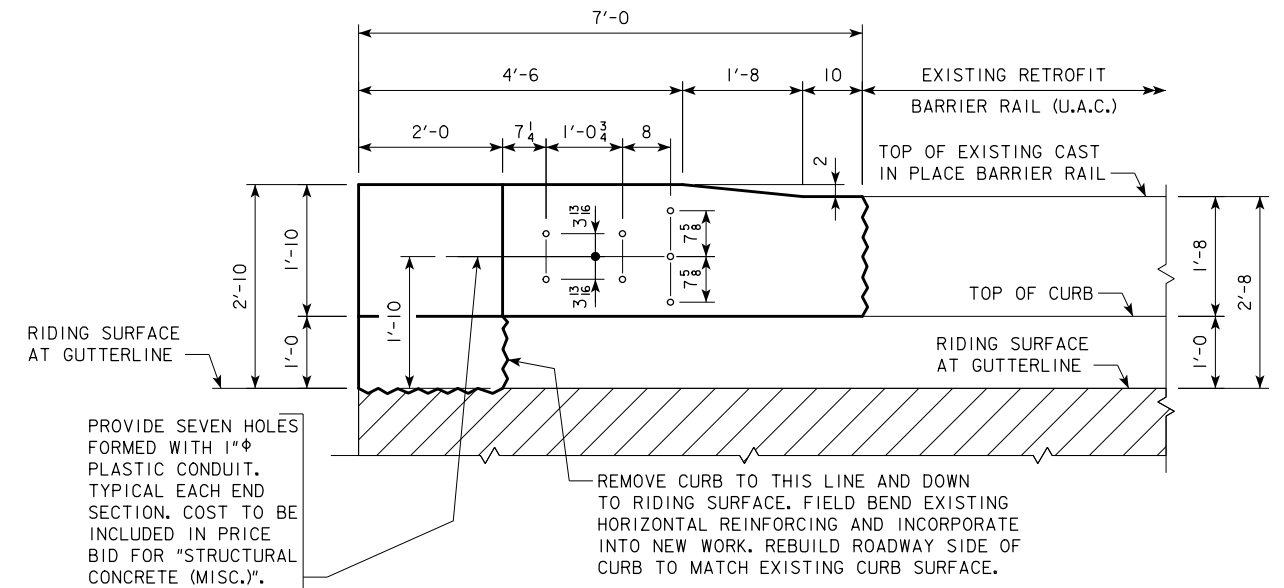 7'-0
4'-6
1'-8
10
EXISTING RETROFIT
BARRIER RAIL (U.A.C.)
2'-0
7 1/4
1'-0 3/4
8
2
TOP OF EXISTING CAST
IN PLACE BARRIER RAIL
3 13/16
3 13/16
7 5/8
7 5/8
2'-10
1'-10
1'-0
1'-10
1'-8
1'-0
2'-8
TOP OF CURB
RIDING SURFACE
AT GUTTERLINE
RIDING SURFACE
AT GUTTERLINE
PROVIDE SEVEN HOLES
FORMED WITH 1"Φ
PLASTIC CONDUIT.
TYPICAL EACH END
SECTION. COST TO BE
INCLUDED IN PRICE
BID FOR "STRUCTURAL
CONCRETE (MISC.)".
REMOVE CURB TO THIS LINE AND DOWN
TO RIDING SURFACE. FIELD BEND EXISTING
HORIZONTAL REINFORCING AND INCORPORATE
INTO NEW WORK. REBUILD ROADWAY SIDE OF
CURB TO MATCH EXISTING CURB SURFACE.